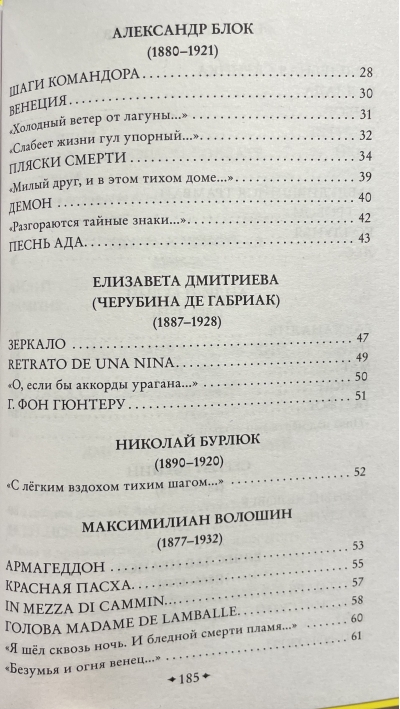 АЛЕКСАНДР БЛОК
(1880–1921)
ШАГИ КОМАНДОРА 28
ВЕНЕЦИЯ 30
«Холодный ветер от лагуны...» 31
«Слабеет жизни гул упорный...» 32
ПЛЯСКИ СМЕРТИ 34
«Милый друг, и в этом тихом доме...» 39
ДЕМОН 40
«Разгораются тайные знаки...» 42
ПЕСНЬ АДА 43
ЕЛИЗАВЕТА ДМИТРИЕВА
(ЧЕРУБИНА ДЕ ГАБРИАК)
(1887–1928)
ЗЕРКАЛО 47
RETRATO DE UNA NINA 49
«О, если бы аккорды урагана...» 50
Г. ФОН ГЮНТЕРУ 51
НИКОЛАЙ БУРЛЮК
(1890–1920)
«С лёгким вздохом тихим шагом...» 52
МАКСИМИЛИАН ВОЛОШИН
(1877–1932)
АРМАГЕДДОН 53
КРАСНАЯ ПАСХА 55
IN MEZZA DI CAMMIN... 57
ГОЛОВА MADAME DE LAMBALLE 58
«Я шёл сквозь ночь. И бледной смерти пламя...» 60
«Безумья и огня венец...» 61
185